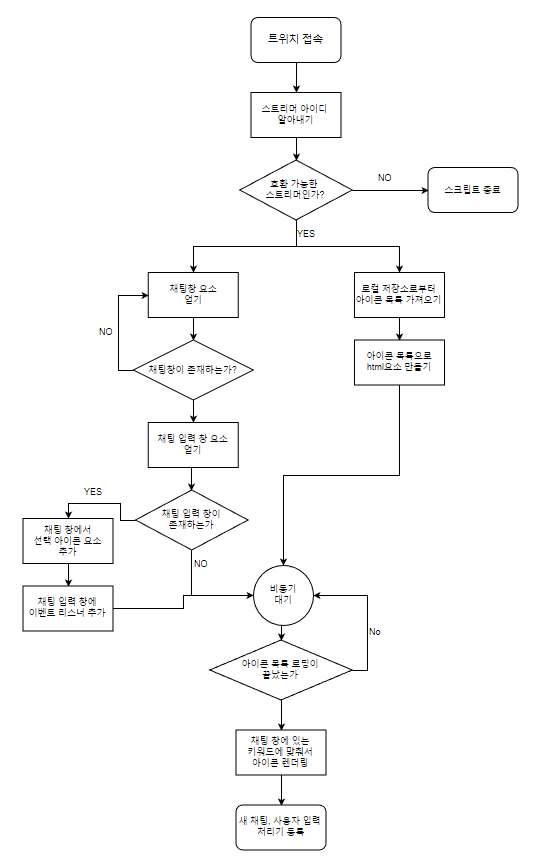 트위치 접속
스트리머 아이디
알아내기
호환 가능한
스트리머인가?
NO
스크립트 종료
YES
채팅창 요소
얻기
로컬 저장소로부터
아이콘 목록 가져오기
NO
채팅창이 존재하는가?
아이콘 목록으로
html요소 만들기
채팅 입력 창 요소
얻기
YES
채팅 입력 창이
존재하는가
채팅 창에서
선택 아이콘 요소
추가
NO
채팅 입력 창에
이벤트 리스너 추가
비동기
대기
No
아이콘 목록 로딩이
끝났는가
채팅 창에 있는
키워드에 맞춰서
아이콘 렌더링
새 채팅, 사용자 입력
처리기 등록